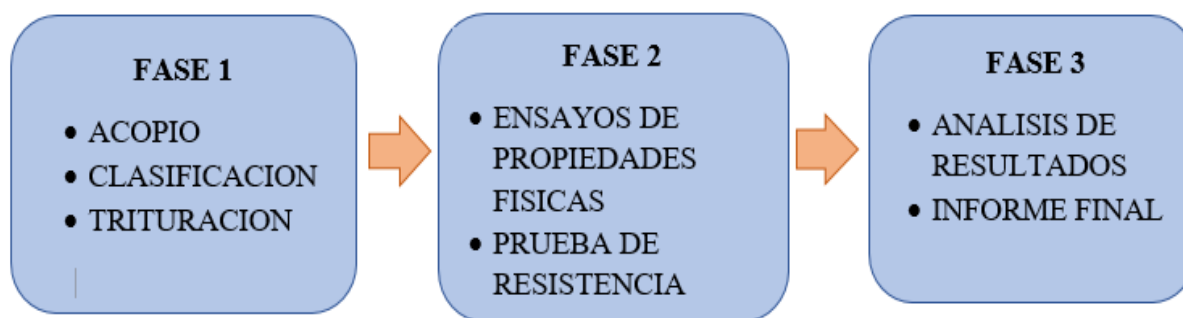 FASE 1
• ACOPIO
• CLASIFICACION
• TRITURACION
FASE 2
• ENSAYOS DE
PROPIEDADES
FISICAS
• PRUEBA DE
RESISTENCIA
FASE 3
• ANALISIS DE
RESULTADOS
• INFORME FINAL